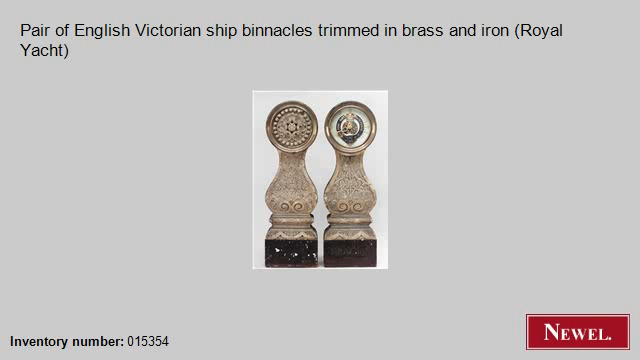 Pair of English Victorian ship binnacles trimmed in brass and iron (Royal
Yacht)
Inventory number: 015354
NEWEL.